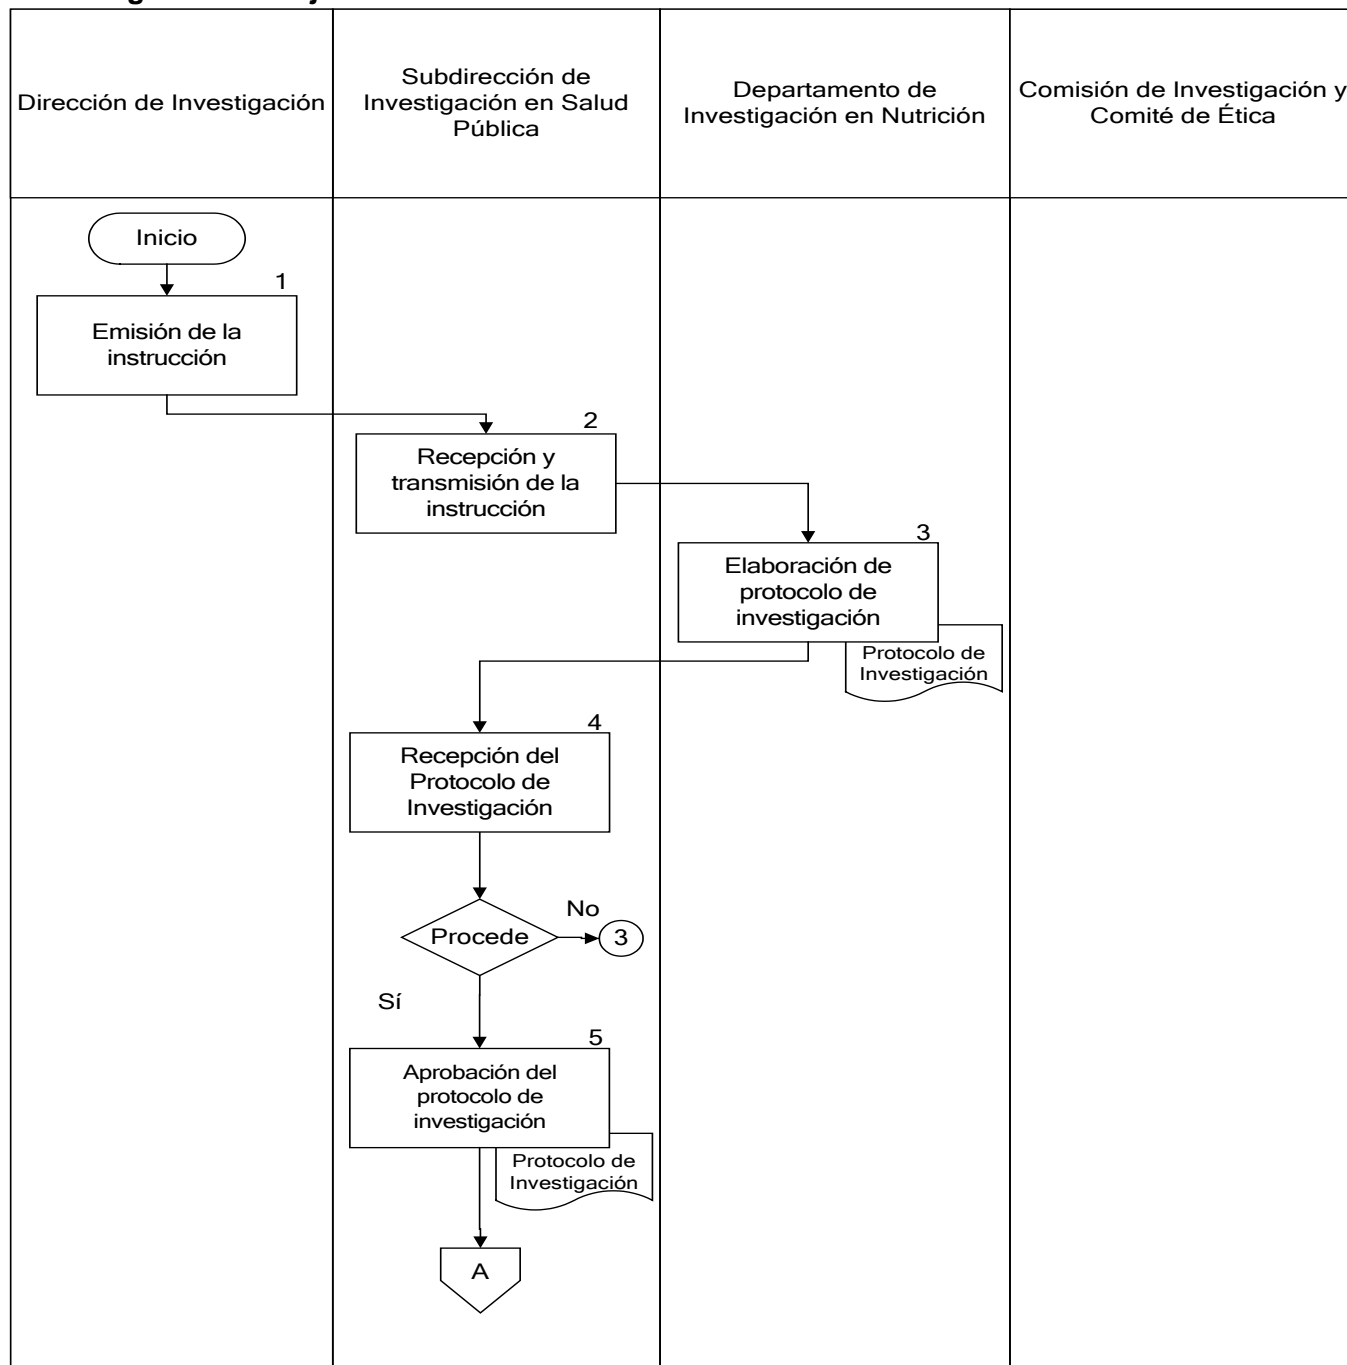 Dirección de Investigación
Subdirección de
Investigación en Salud
Pública
Departamento de
Investigación en Nutrición
Comisión de Investigación y
Comité de Ética
Inicio
1
Emisión de la
instrucción
2
Recepción y
transmisión de la
instrucción
3
Elaboración de
protocolo de
investigación
Protocolo de
Investigación
4
Recepción del
Protocolo de
Investigación
Procede
No
3
Sí
5
Aprobación del
protocolo de
investigación
Protocolo de
Investigación
A